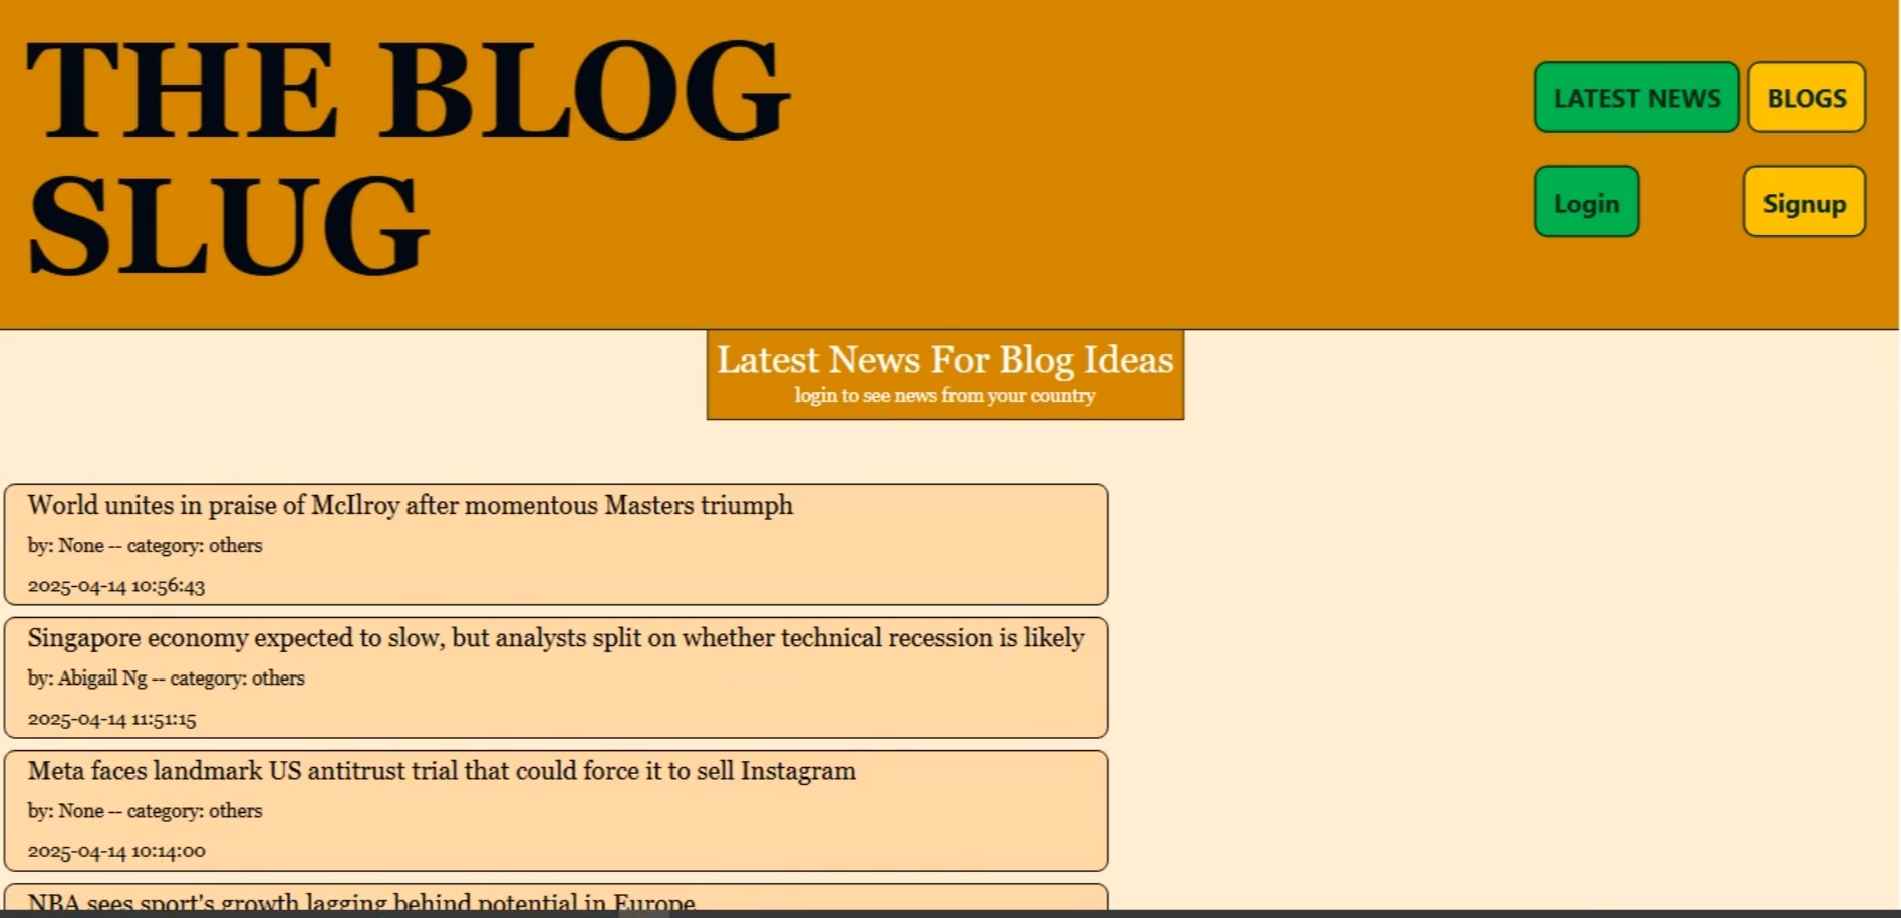 THE BLOG
SLUG
LATEST NEWS
BLOGS
Login
Signup
Latest News For Blog Ideas
login to see news from your country
World unites in praise of McIlroy after momentous Masters triumph
by: None -- category: others
2025-04-14 10:56:43
Singapore economy expected to slow, but analysts split on whether technical recession is likely
by: Abigail Ng -- category: others
2025-04-14 11:51:15
Meta faces landmark US antitrust trial that could force it to sell Instagram
by: None -- category: others
2025-04-14 10:14:00
NBA sees sport's growth lagging behind potential in Europe